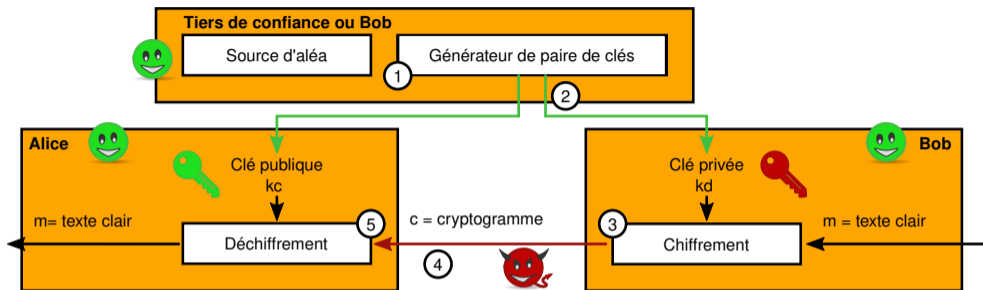 Tiers de confiance ou Bob
Source d'aléa
Générateur de paire de clés
1
2
Alice
Bob
Clé publique
kc
Clé privée
kd
m= texte clair
5
c = cryptogramme
3
m = texte clair
Déchiffrement
4
Chiffrement